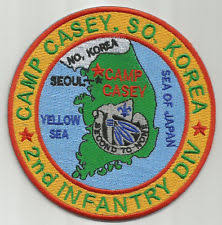 CAMP CASEY, SO. KOREA
NO. KOREA
SEOUL
CAMP
CASEY
SEA OF JAPAN
YELLOW
SEA
SECOND TO NONE
2nd INFANTRY DIV